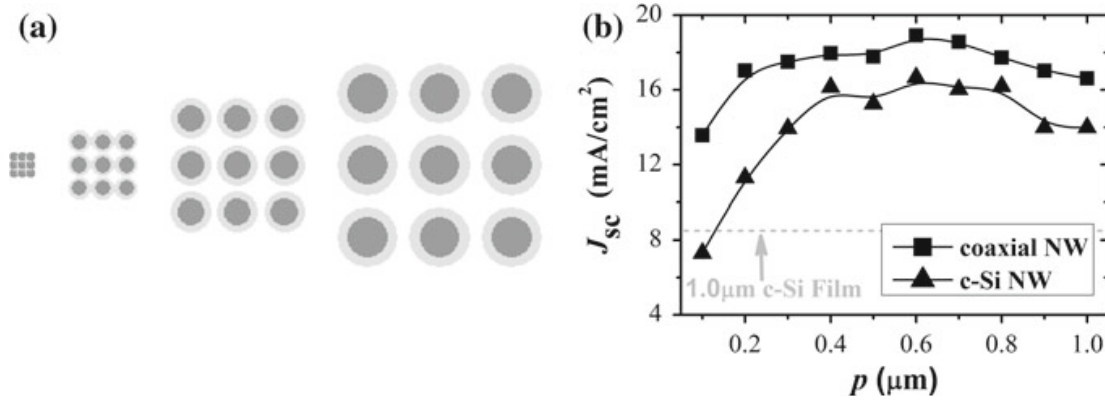 (a)
(b)
20
16
12
8
4
J_sc (mA/cm²)
coaxial NW
c-Si NW
1.0μm c-Si Film
0.2 0.4 0.6 0.8 1.0
p (μm)